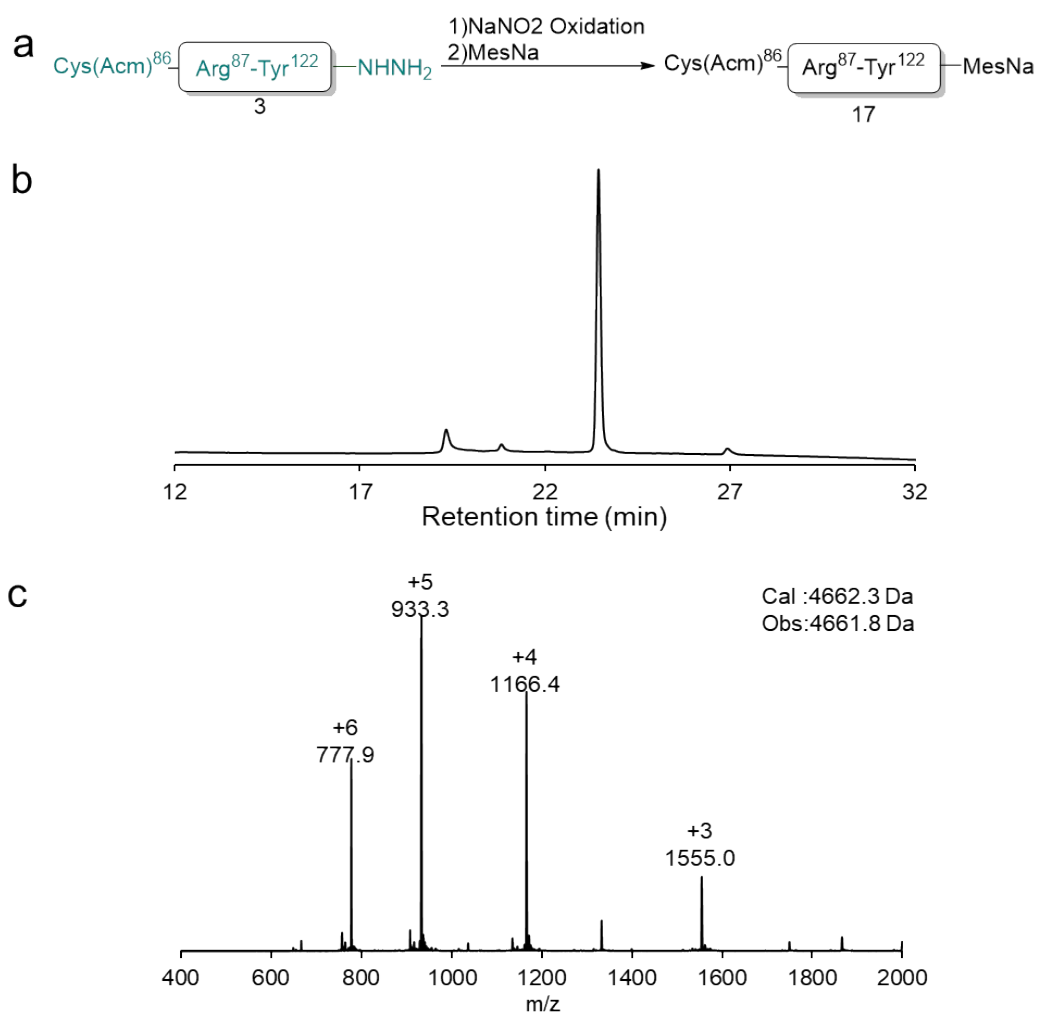 a
1)NaNO2 Oxidation
2)MesNa
Cys(Acm)⁸⁶ Arg⁸⁷-Tyr¹²² NHNH₂
3
Cys(Acm)⁸⁶ Arg⁸⁷-Tyr¹²² MesNa
17
b
12 17 22 27 32
Retention time (min)
c
Cal :4662.3 Da
Obs:4661.8 Da
+5
933.3
+4
1166.4
+6
777.9
+3
1555.0
400 600 800 1000 1200 1400 1600 1800 2000
m/z